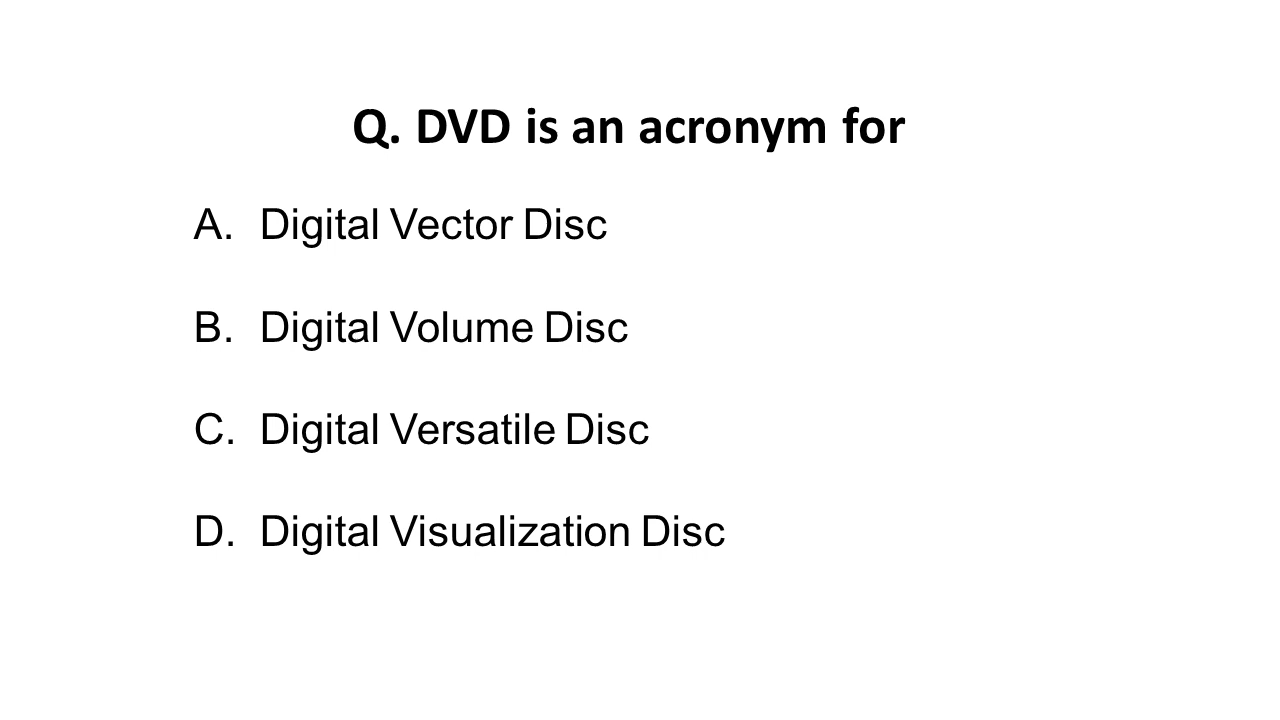 Q. DVD is an acronym for
A. Digital Vector Disc
B. Digital Volume Disc
C. Digital Versatile Disc
D. Digital Visualization Disc